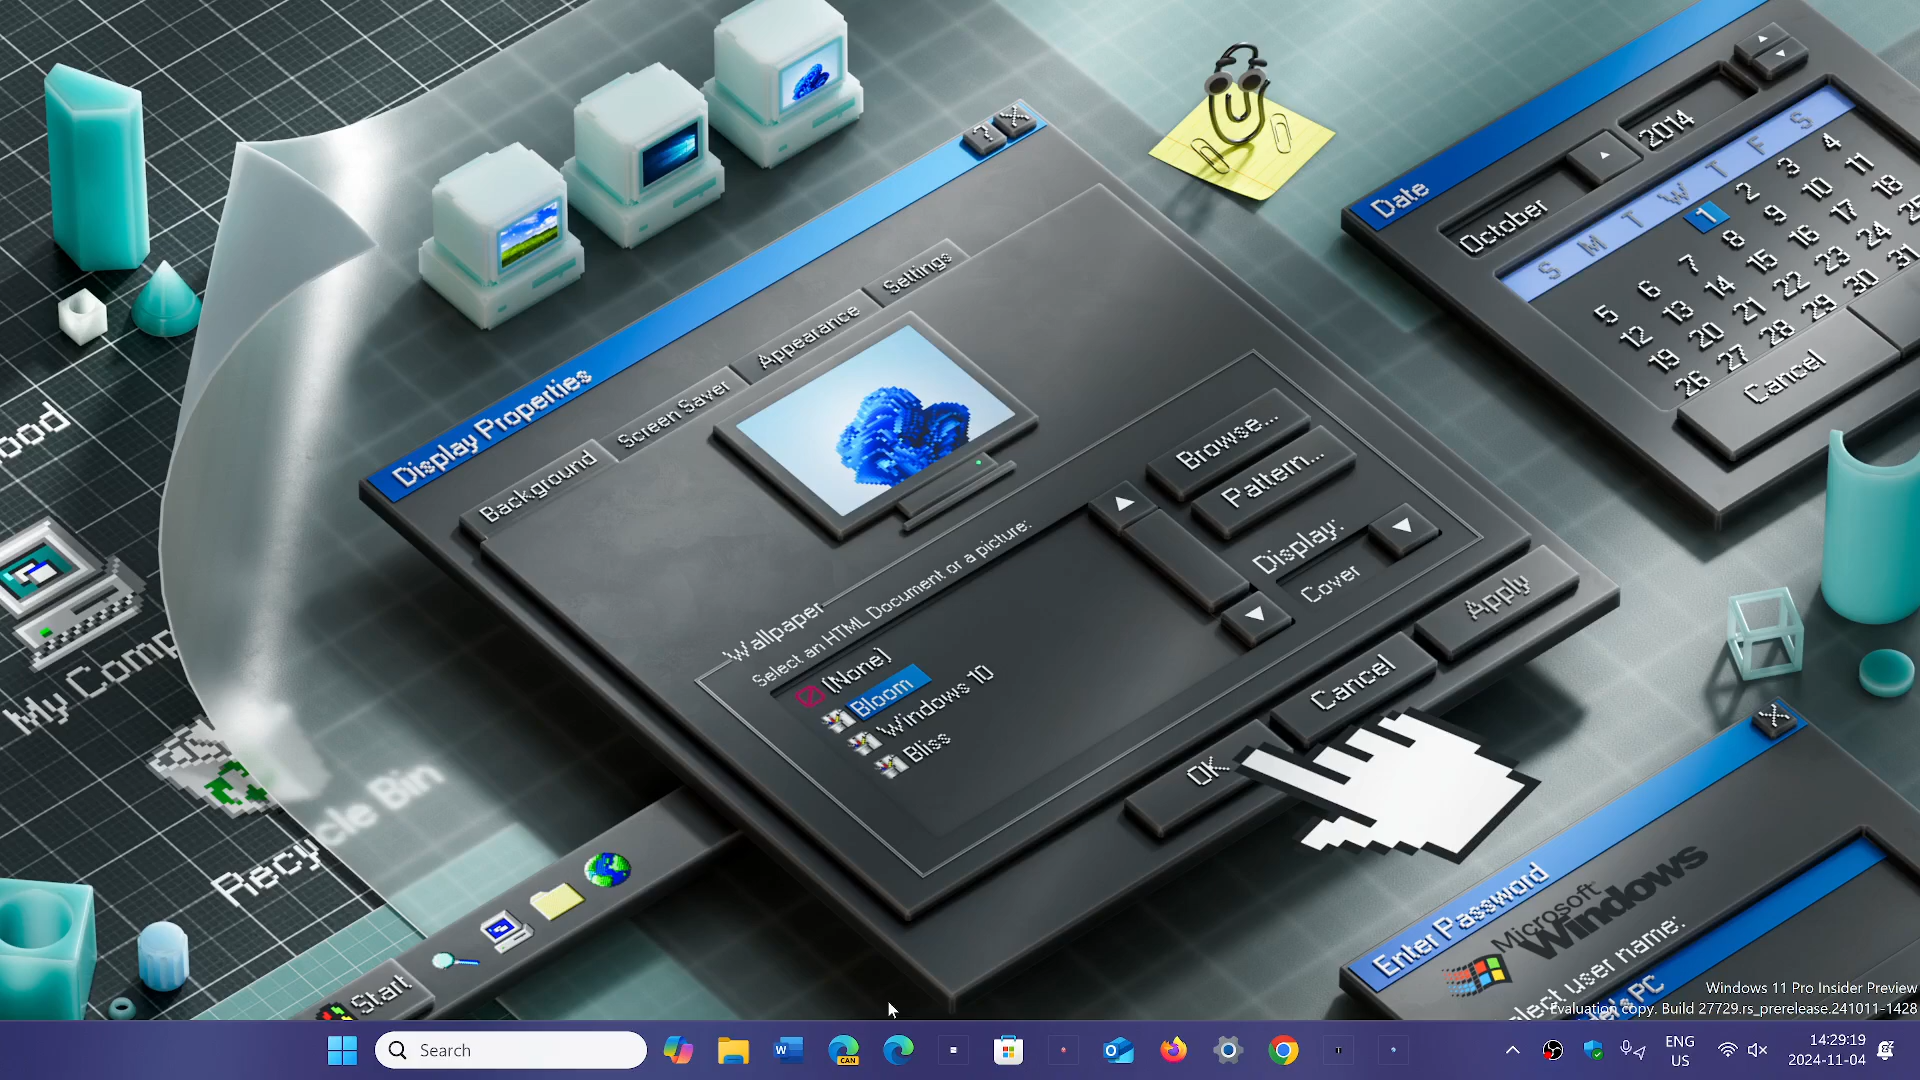 Date
October
2014
S M T W T F S
1 2 3 4
5 6 7 8 9 10 11
12 13 14 15 16 17 18
19 20 21 22 23 24 25
26 27 28 29 30 31
Cancel
Display Properties
?
Background
Screen Saver
Appearance
Settings
Wallpaper
Select an HTML Document or a picture:
(None)
Bloom
Windows 10
Bliss
Browse...
Pattern...
Display:
Cover
OK
Cancel
Apply
My Comp
Recycle Bin
Start
Enter Password
Microsoft
Windows
elect user name:
's PC
Windows 11 Pro Insider Preview
Evaluation copy. Build 27729.rs_prerelease.241011-1428
Search
CAN
ENG
US
14:29:19
2024-11-04